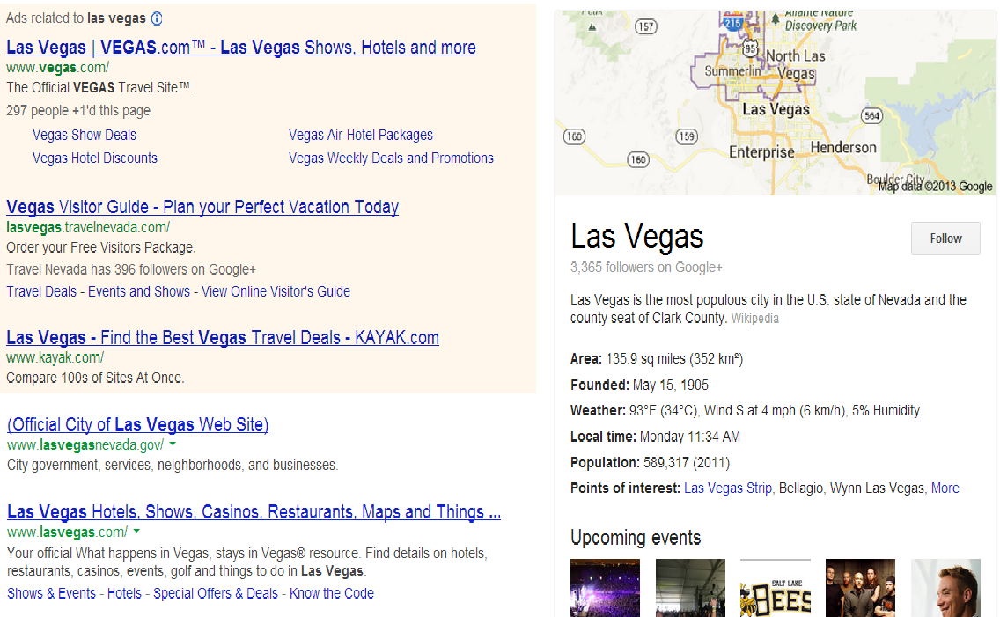 Ads related to las vegas
Las Vegas | VEGAS.com™ - Las Vegas Shows, Hotels and more
www.vegas.com/
The Official VEGAS Travel Site™.
297 people +1'd this page
Vegas Show Deals
Vegas Air-Hotel Packages
Vegas Hotel Discounts
Vegas Weekly Deals and Promotions
Vegas Visitor Guide - Plan your Perfect Vacation Today
lasvegas.travelnevada.com/
Order your Free Visitors Package.
Travel Nevada has 396 followers on Google+
Travel Deals - Events and Shows - View Online Visitor's Guide
Las Vegas - Find the Best Vegas Travel Deals - KAYAK.com
www.kayak.com/
Compare 100s of Sites At Once.
(Official City of Las Vegas Web Site)
www.lasvegasnevada.gov/
City government, services, neighborhoods, and businesses.
Las Vegas Hotels, Shows, Casinos, Restaurants, Maps and Things ...
www.lasvegas.com/
Your official What happens in Vegas, stays in Vegas® resource. Find details on hotels,
restaurants, casinos, events, golf and things to do in Las Vegas.
Shows & Events - Hotels - Special Offers & Deals - Know the Code
Peak
157
215
Aliante Nature
Discovery Park
95
North Las
Vegas
Summerlin
Las Vegas
564
160
159
160
Enterprise
Henderson
Boulder City
Map data ©2013 Google
Las Vegas
Follow
3,365 followers on Google+
Las Vegas is the most populous city in the U.S. state of Nevada and the
county seat of Clark County. Wikipedia
Area: 135.9 sq miles (352 km²)
Founded: May 15, 1905
Weather: 93°F (34°C), Wind S at 4 mph (6 km/h), 5% Humidity
Local time: Monday 11:34 AM
Population: 589,317 (2011)
Points of interest: Las Vegas Strip, Bellagio, Wynn Las Vegas, More
Upcoming events
SALT LAKE
BEES